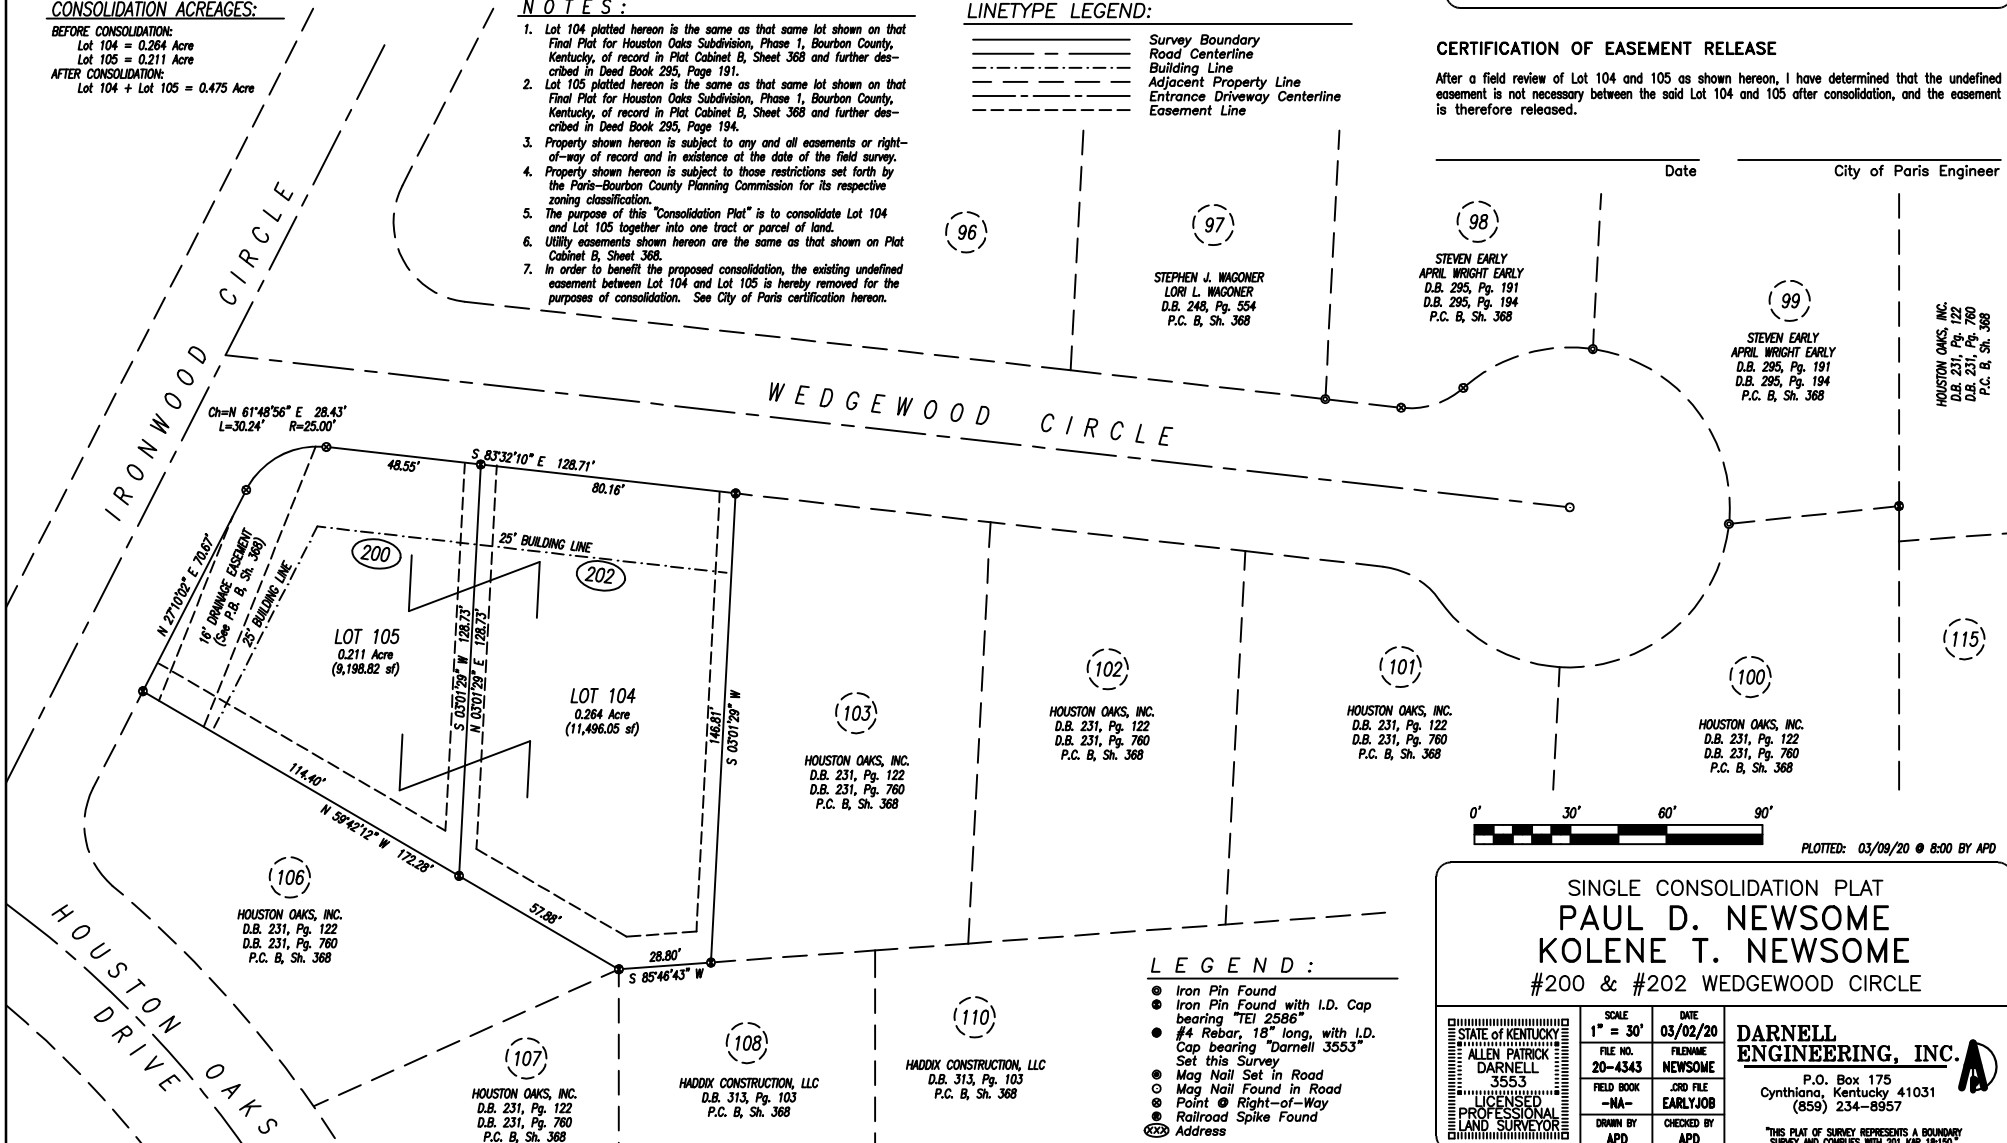 CONSOLIDATION ACREAGES:
BEFORE CONSOLIDATION:
Lot 104 = 0.264 Acre
Lot 105 = 0.211 Acre
AFTER CONSOLIDATION:
Lot 104 + Lot 105 = 0.475 Acre
NOTES:
1. Lot 104 platted hereon is the same as that same lot shown on that
Final Plat for Houston Oaks Subdivision, Phase 1, Bourbon County,
Kentucky, of record in Plat Cabinet B, Sheet 368 and further des-
cribed in Deed Book 295, Page 191.
2. Lot 105 platted hereon is the same as that same lot shown on that
Final Plat for Houston Oaks Subdivision, Phase 1, Bourbon County,
Kentucky, of record in Plat Cabinet B, Sheet 368 and further des-
cribed in Deed Book 295, Page 194.
3. Property shown hereon is subject to any and all easements or right-
of-way of record and in existence at the date of the field survey.
4. Property shown hereon is subject to those restrictions set forth by
the Paris-Bourbon County Planning Commission for its respective
zoning classification.
5. The purpose of this "Consolidation Plat" is to consolidate Lot 104
and Lot 105 together into one tract or parcel of land.
6. Utility easements shown hereon are the same as that shown on Plat
Cabinet B, Sheet 368.
7. In order to benefit the proposed consolidation, the existing undefined
easement between Lot 104 and Lot 105 is hereby removed for the
purposes of consolidation. See City of Paris certification hereon.
LINETYPE LEGEND:
Survey Boundary
Road Centerline
Building Line
Adjacent Property Line
Entrance Driveway Centerline
Easement Line
CERTIFICATION OF EASEMENT RELEASE
After a field review of Lot 104 and 105 as shown hereon, I have determined that the undefined
easement is not necessary between the said Lot 104 and 105 after consolidation, and the easement
is therefore released.
Date
City of Paris Engineer
IRONWOOD CIRCLE
WEDGEWOOD CIRCLE
HOUSTON OAKS
DRIVE
96
97
STEPHEN J. WAGONER
LORI L. WAGONER
D.B. 248, Pg. 554
P.C. B, Sh. 368
98
STEVEN EARLY
APRIL WRIGHT EARLY
D.B. 295, Pg. 191
D.B. 295, Pg. 194
P.C. B, Sh. 368
99
STEVEN EARLY
APRIL WRIGHT EARLY
D.B. 295, Pg. 191
D.B. 295, Pg. 194
P.C. B, Sh. 368
HOUSTON OAKS, INC.
D.B. 231, Pg. 122
D.B. 231, Pg. 760
P.C. B, Sh. 368
Ch=N 61°48'56" E 28.43'
L=30.24' R=25.00'
48.55'
S 83°32'10" E 128.71'
80.16'
N 27°10'02" E 70.67'
16' DRAINAGE EASEMENT
(See P.B. B, Sh. 368)
25' BUILDING LINE
25' BUILDING LINE
200
202
LOT 105
0.211 Acre
(9,198.82 sf)
S 03°01'29" W 128.73'
N 03°01'29" E 128.73'
LOT 104
0.264 Acre
(11,496.05 sf)
146.81'
S 03°01'29" W
114.40'
N 59°42'12" W 172.28'
57.88'
28.80'
S 85°46'43" W
103
HOUSTON OAKS, INC.
D.B. 231, Pg. 122
D.B. 231, Pg. 760
P.C. B, Sh. 368
102
HOUSTON OAKS, INC.
D.B. 231, Pg. 122
D.B. 231, Pg. 760
P.C. B, Sh. 368
101
HOUSTON OAKS, INC.
D.B. 231, Pg. 122
D.B. 231, Pg. 760
P.C. B, Sh. 368
100
HOUSTON OAKS, INC.
D.B. 231, Pg. 122
D.B. 231, Pg. 760
P.C. B, Sh. 368
115
106
HOUSTON OAKS, INC.
D.B. 231, Pg. 122
D.B. 231, Pg. 760
P.C. B, Sh. 368
107
HOUSTON OAKS, INC.
D.B. 231, Pg. 122
D.B. 231, Pg. 760
P.C. B, Sh. 368
108
HADDIX CONSTRUCTION, LLC
D.B. 313, Pg. 103
P.C. B, Sh. 368
110
HADDIX CONSTRUCTION, LLC
D.B. 313, Pg. 103
P.C. B, Sh. 368
LEGEND:
Iron Pin Found
Iron Pin Found with I.D. Cap
bearing "TEI 2586"
#4 Rebar, 18" long, with I.D.
Cap bearing "Darnell 3553"
Set this Survey
Mag Nail Set in Road
Mag Nail Found in Road
Point @ Right-of-Way
Railroad Spike Found
XXX Address
0' 30' 60' 90'
PLOTTED: 03/09/20 @ 8:00 BY APD
SINGLE CONSOLIDATION PLAT
PAUL D. NEWSOME
KOLENE T. NEWSOME
#200 & #202 WEDGEWOOD CIRCLE
STATE of KENTUCKY
ALLEN PATRICK
DARNELL
3553
LICENSED
PROFESSIONAL
LAND SURVEYOR
SCALE
1" = 30'
DATE
03/02/20
FILE NO.
20-4343
FILENAME
NEWSOME
FIELD BOOK
-NA-
.CRD FILE
EARLYJOB
DRAWN BY
APD
CHECKED BY
APD
DARNELL
ENGINEERING, INC.
P.O. Box 175
Cynthiana, Kentucky 41031
(859) 234-8957
"THIS PLAT OF SURVEY REPRESENTS A BOUNDARY
SURVEY AND COMPLIES WITH 201 KAR 18:150."